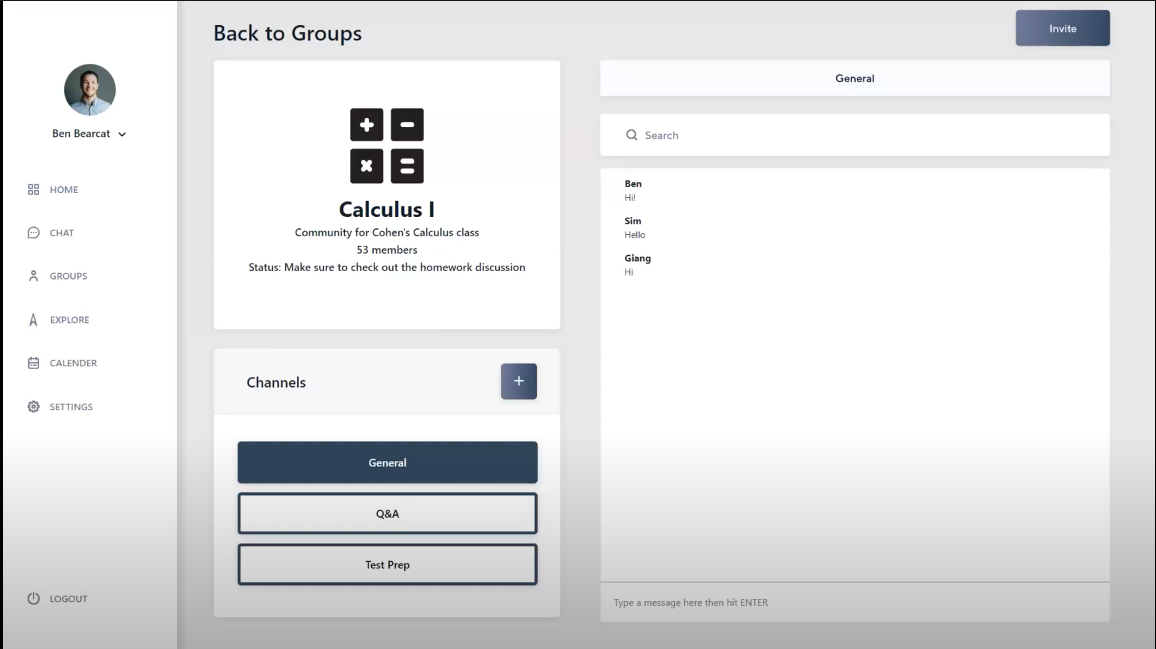 Ben Bearcat
HOME
CHAT
GROUPS
EXPLORE
CALENDER
SETTINGS
LOGOUT
Back to Groups
Invite
Calculus I
Community for Cohen's Calculus class
53 members
Status: Make sure to check out the homework discussion
Channels
+
General
Q&A
Test Prep
General
Search
Ben
Hi!
Sim
Hello
Giang
Hi
Type a message here then hit ENTER